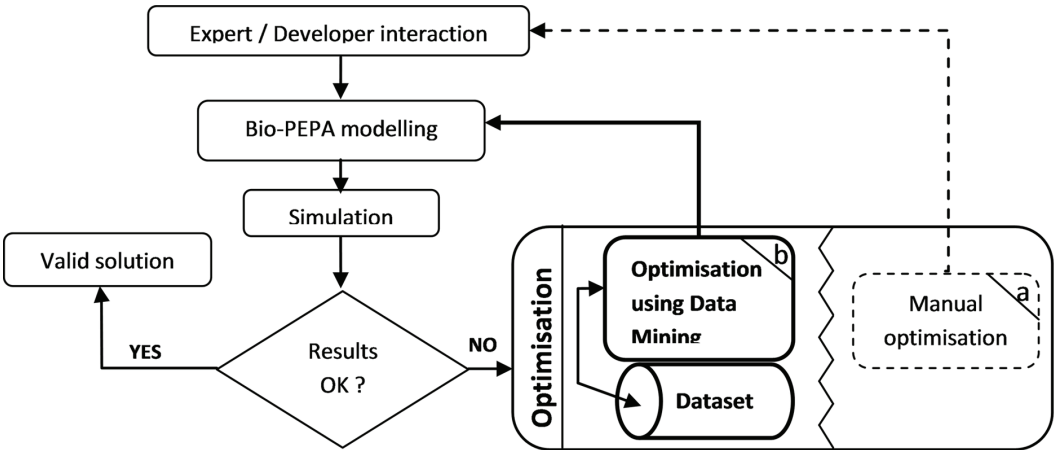 Expert / Developer interaction
Bio-PEPA modelling
Simulation
Valid solution
YES
Results
OK ?
NO
Optimisation
b
Optimisation
using Data
Mining
Dataset
a
Manual
optimisation